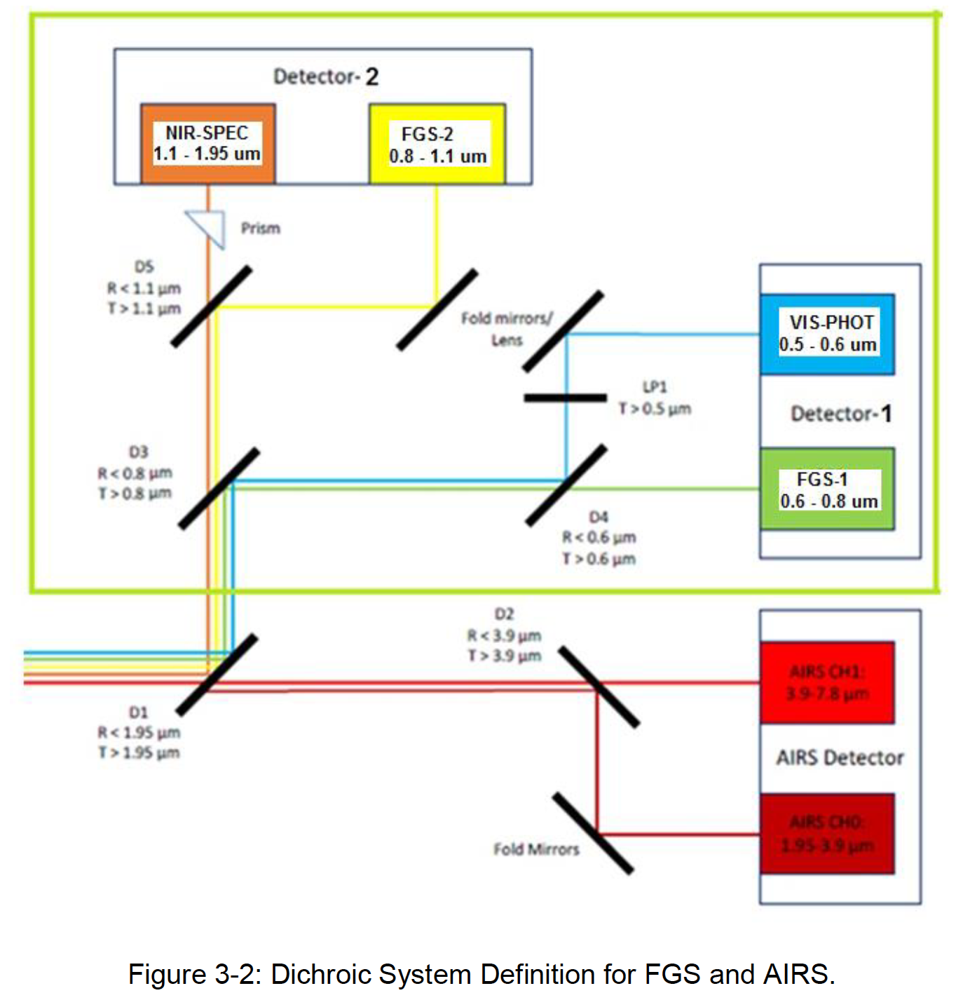 Detector- 2
NIR-SPEC
1.1 - 1.95 um
FGS-2
0.8 - 1.1 um
Prism
D5
R < 1.1 µm
T > 1.1 µm
Fold mirrors/
Lens
VIS-PHOT
0.5 - 0.6 um
LP1
T > 0.5 µm
Detector-1
D3
R < 0.8 µm
T > 0.8 µm
FGS-1
0.6 - 0.8 um
D4
R < 0.6 µm
T > 0.6 µm
D2
R < 3.9 µm
T > 3.9 µm
AIRS CH1:
3.9-7.8 µm
D1
R < 1.95 µm
T > 1.95 µm
AIRS Detector
AIRS CH0:
1.95-3.9 µm
Fold Mirrors
Figure 3-2: Dichroic System Definition for FGS and AIRS.